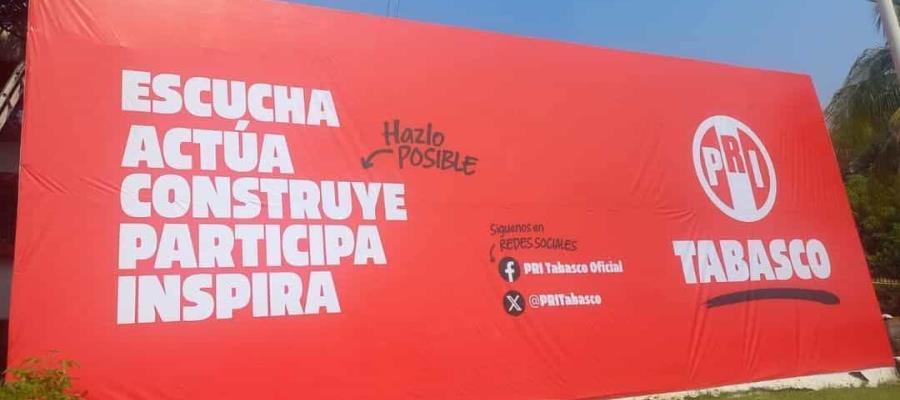 ESCUCHA
ACTÚA
CONSTRUYE
PARTICIPA
INSPIRA
Hazlo
POSIBLE
Síguenos en
REDES SOCIALES
PRI Tabasco Oficial
@PRITabasco
PRI
TABASCO